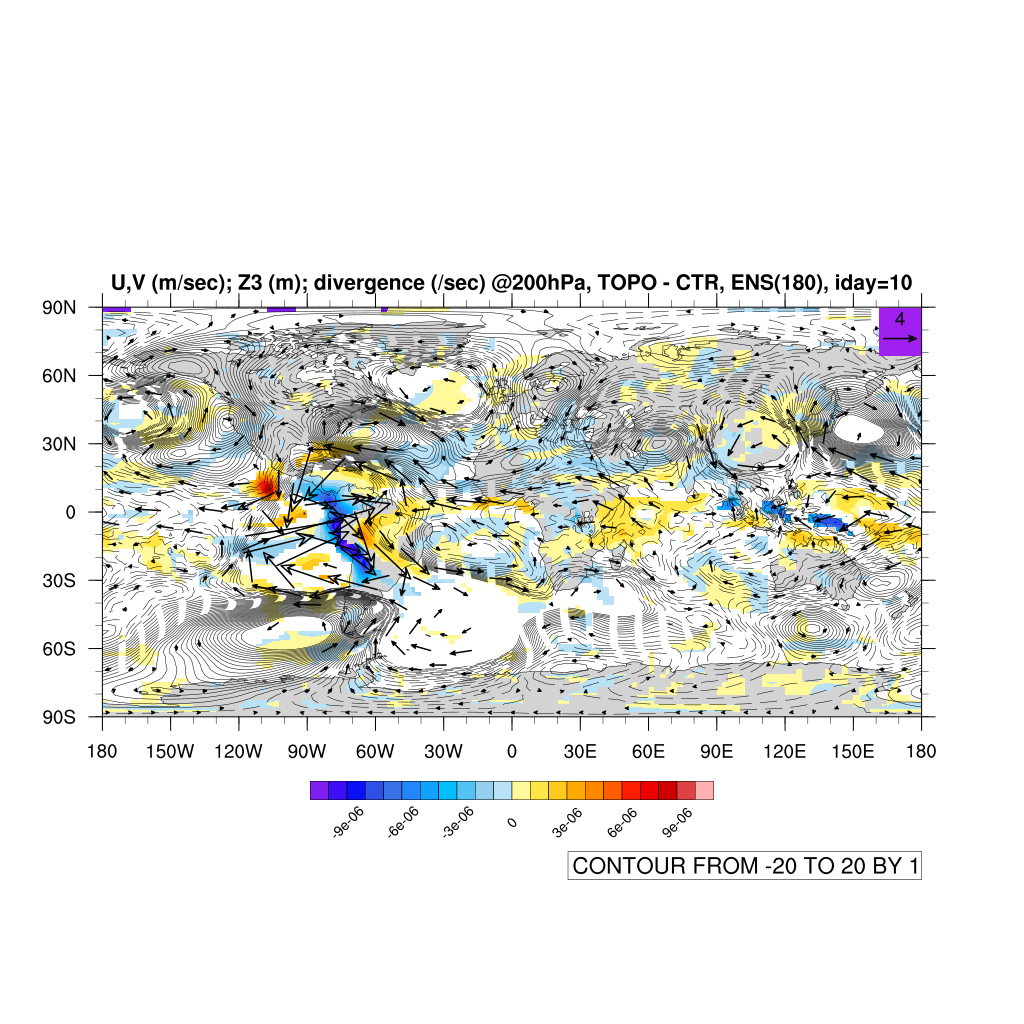 U,V (m/sec); Z3 (m); divergence (/sec) @200hPa, TOPO - CTR, ENS(180), iday=10
4
90N
60N
30N
0
30S
60S
90S
180 150W 120W 90W 60W 30W 0 30E 60E 90E 120E 150E 180
-9e-06 -6e-06 -3e-06 0 3e-06 6e-06 9e-06
CONTOUR FROM -20 TO 20 BY 1